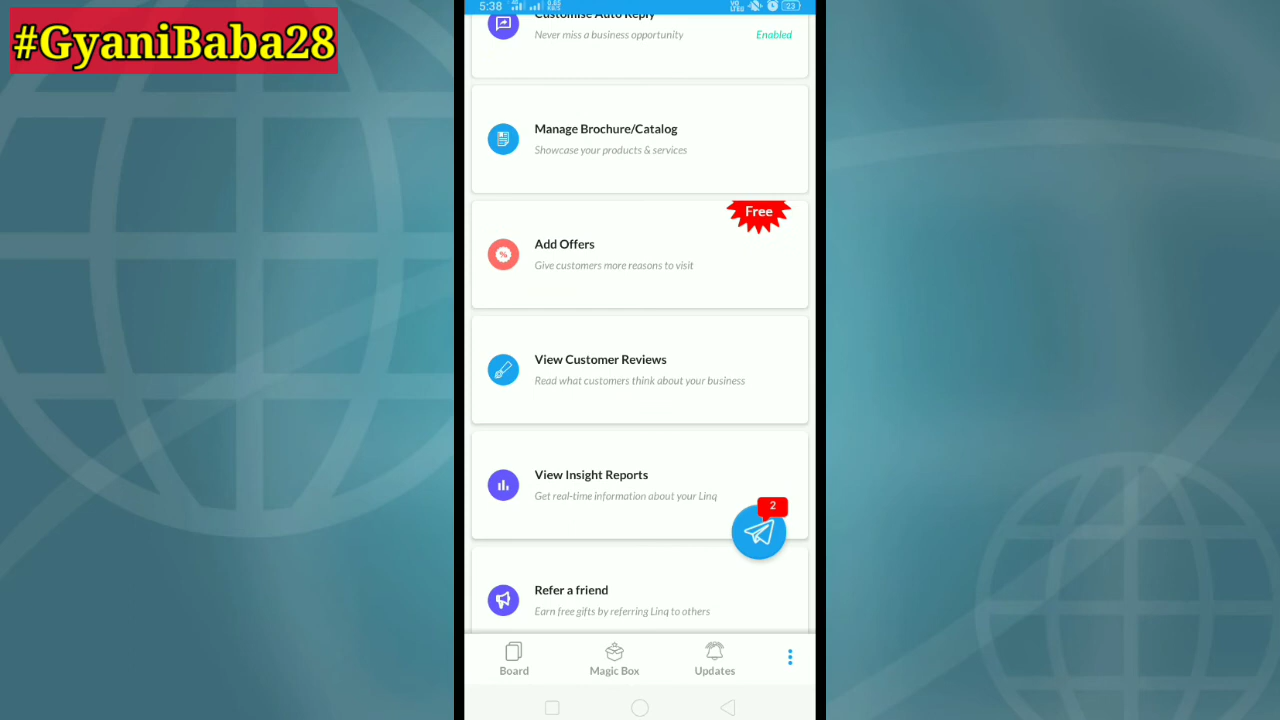 #GyaniBaba28
5:38
23
Customise Auto Reply
Never miss a business opportunity
Enabled
Manage Brochure/Catalog
Showcase your products & services
Free
Add Offers
Give customers more reasons to visit
View Customer Reviews
Read what customers think about your business
View Insight Reports
Get real-time information about your Linq
2
Refer a friend
Earn free gifts by referring Linq to others
Board
Magic Box
Updates